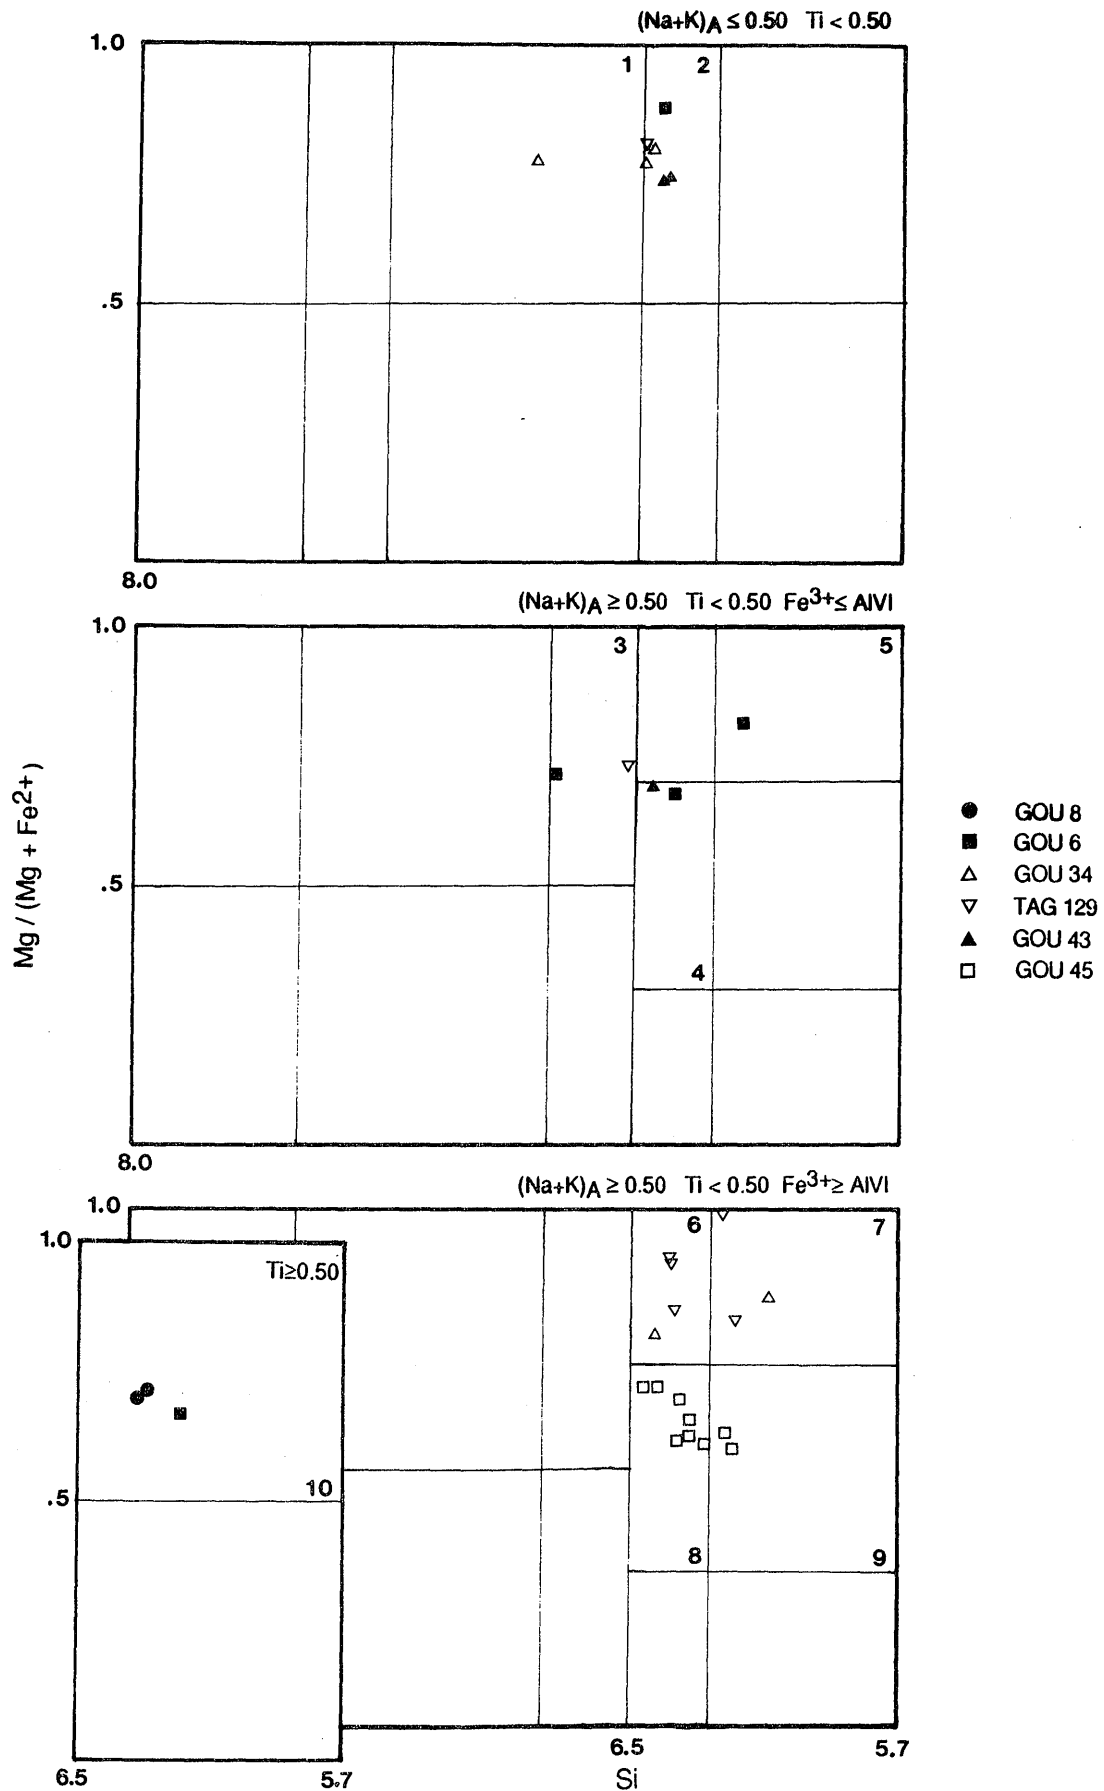 (Na+K)A ≤ 0.50 Ti < 0.50
1.0
1 2
.5
8.0
(Na+K)A ≥ 0.50 Ti < 0.50 Fe3+ ≤ AlVI
1.0
3 5
Mg / (Mg + Fe2+)
.5
4
8.0
GOU 8
GOU 6
GOU 34
TAG 129
GOU 43
GOU 45
(Na+K)A ≥ 0.50 Ti < 0.50 Fe3+ ≥ AlVI
1.0
6 7
1.0
Ti≥0.50
10
.5
8 9
6.5 5.7
6.5 5.7
Si